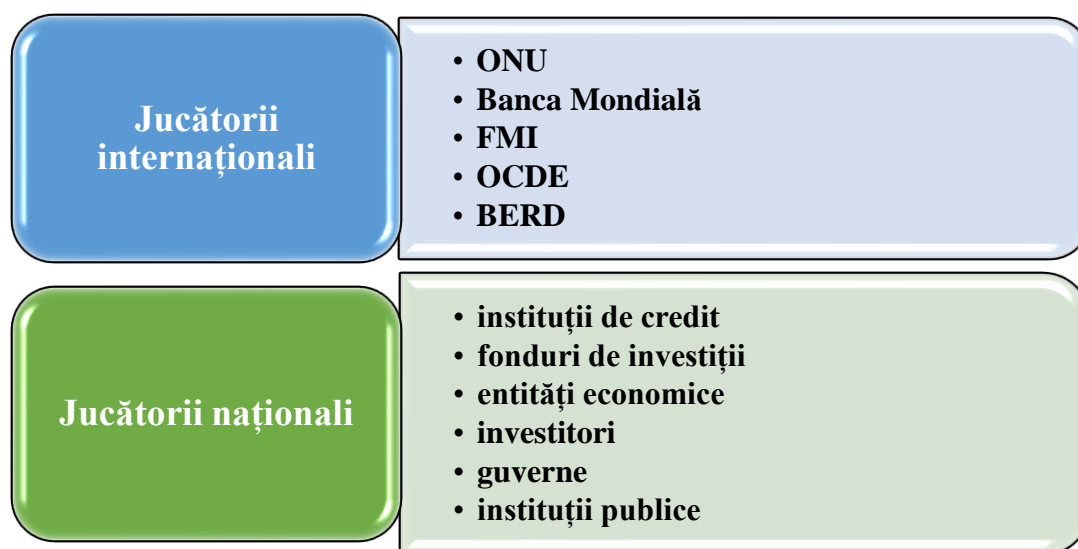 Jucătorii
internaționali
• ONU
• Banca Mondială
• FMI
• OCDE
• BERD
Jucătorii naționali
• instituții de credit
• fonduri de investiții
• entități economice
• investitori
• guverne
• instituții publice